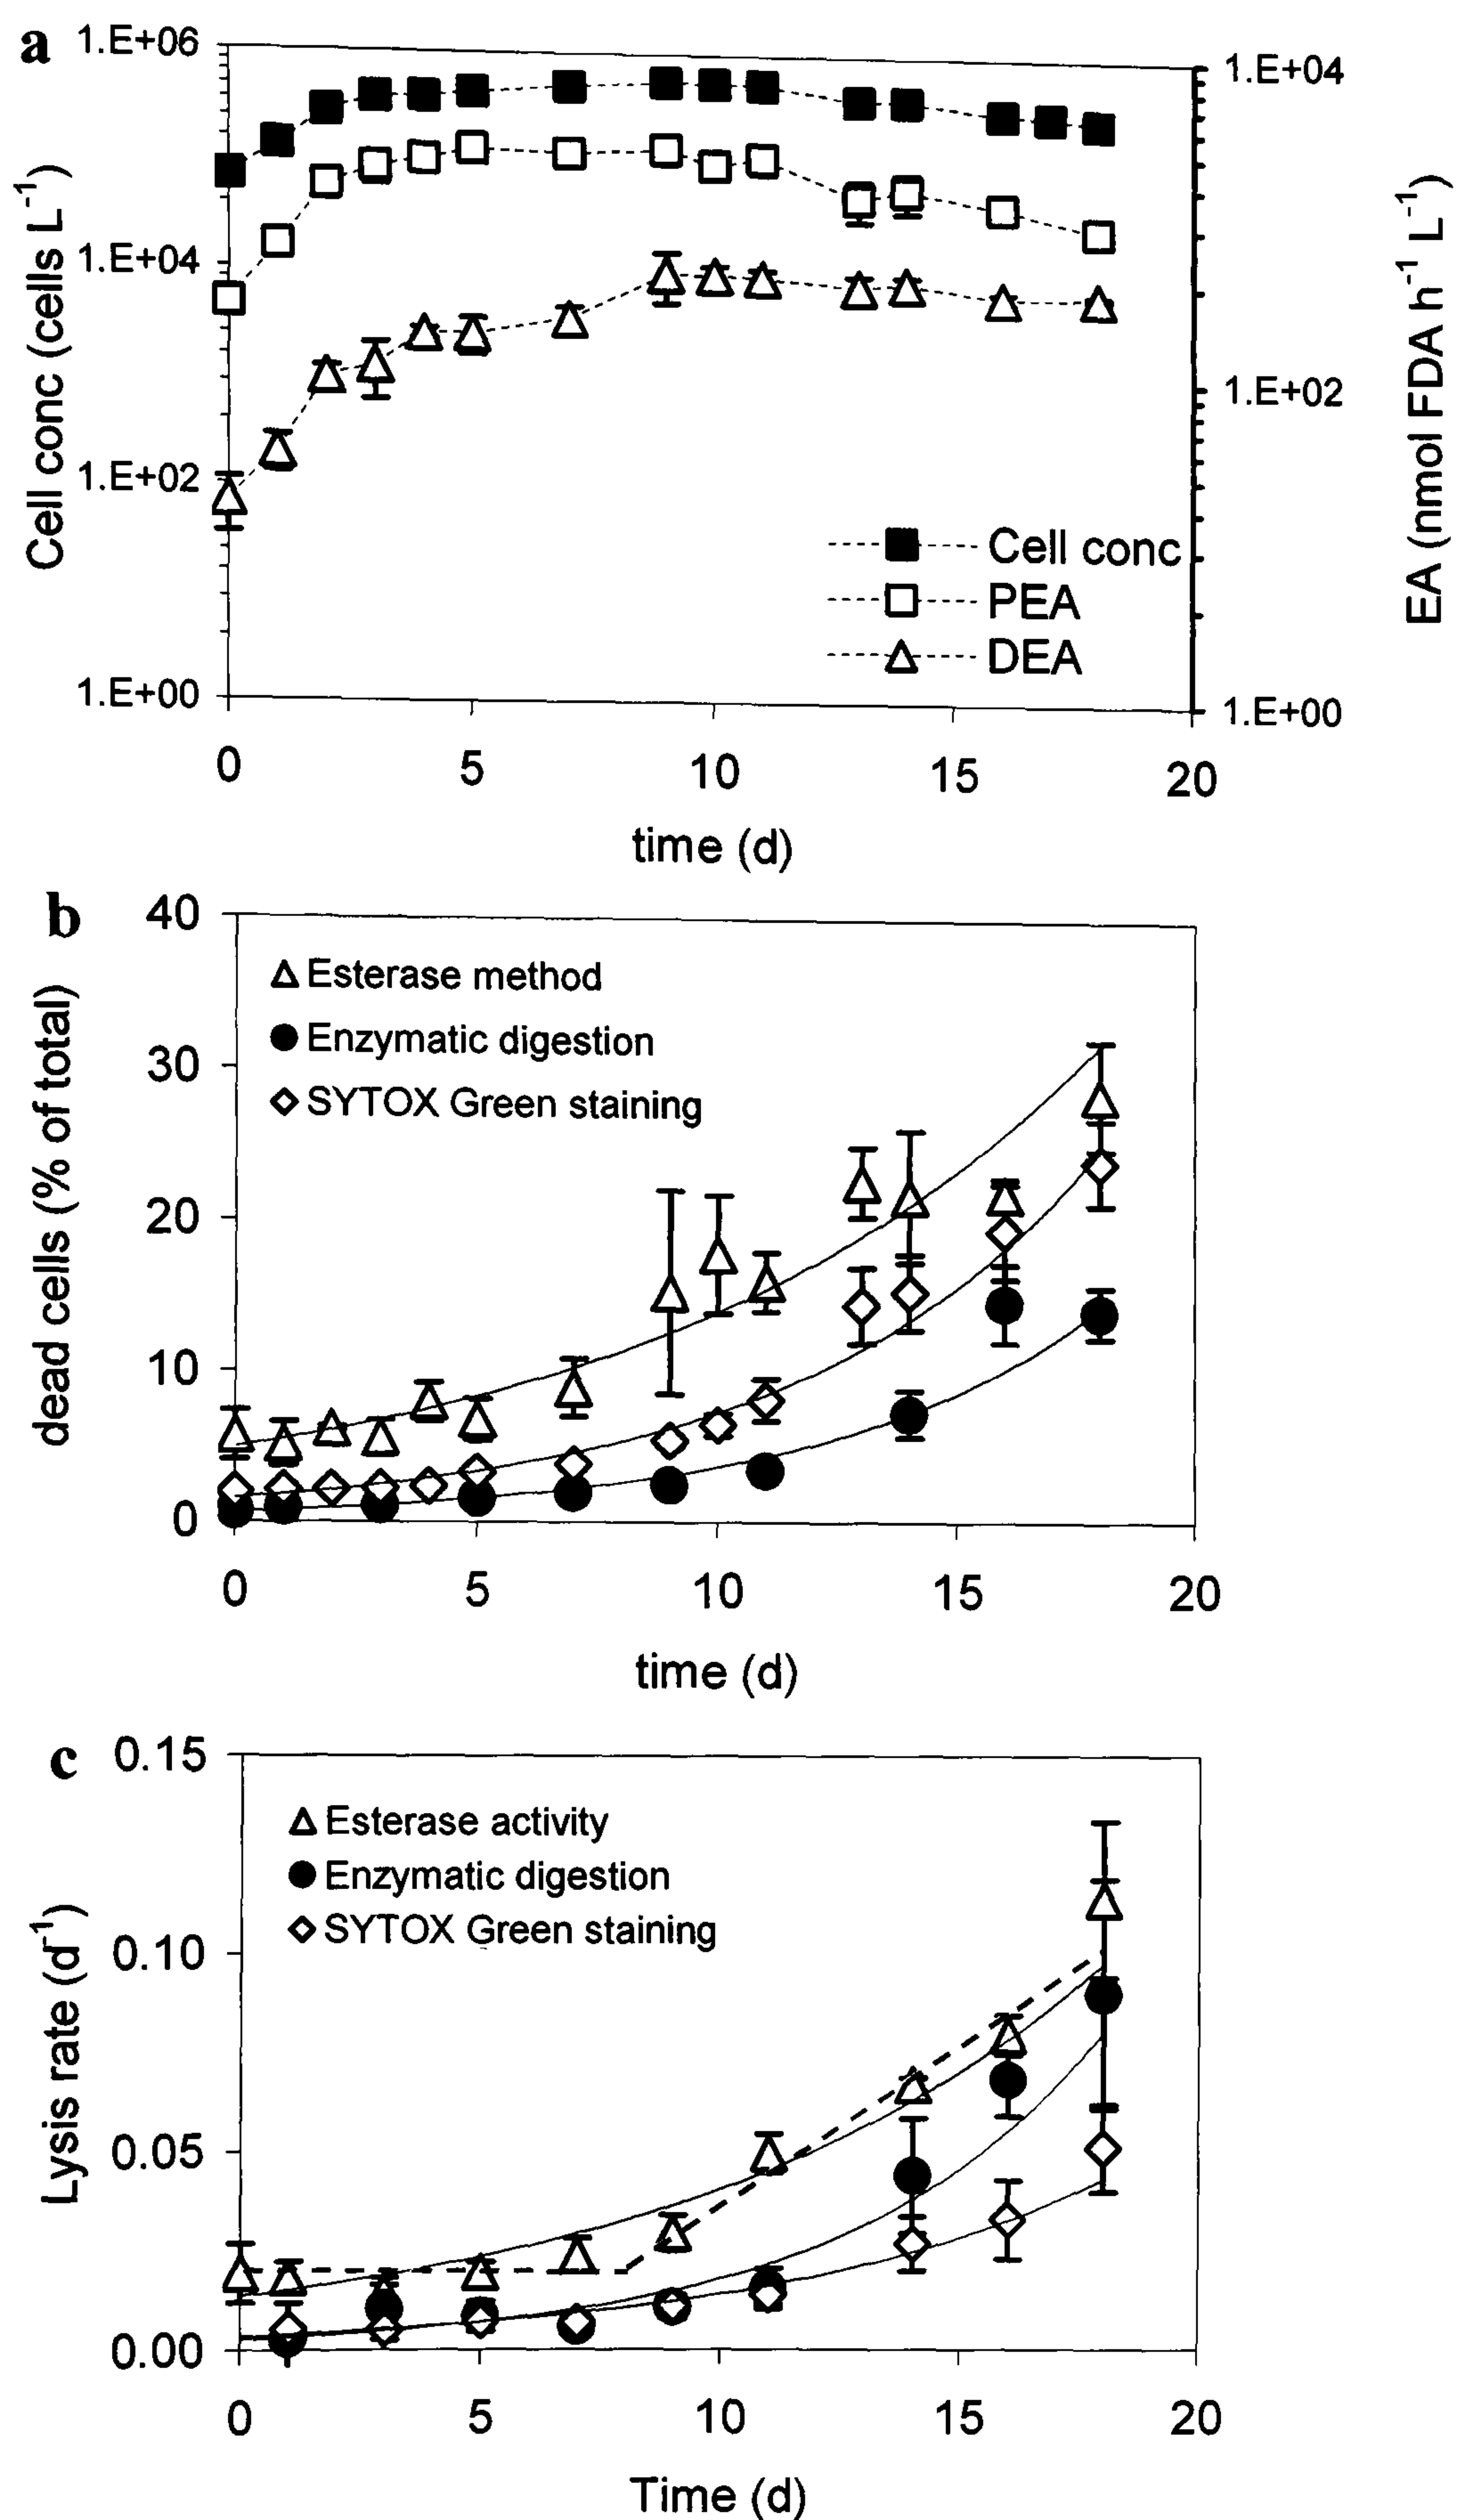 a
1.E+06
1.E+04
1.E+02
1.E+00
Cell conc (cells L⁻¹)
1.E+04
1.E+02
1.E+00
EA (nmol FDA h⁻¹ L⁻¹)
Cell conc
PEA
DEA
0 5 10 15 20
time (d)
b
40
30
20
10
0
dead cells (% of total)
Esterase method
Enzymatic digestion
SYTOX Green staining
0 5 10 15 20
time (d)
c
0.15
0.10
0.05
0.00
Lysis rate (d⁻¹)
Esterase activity
Enzymatic digestion
SYTOX Green staining
0 5 10 15 20
Time (d)